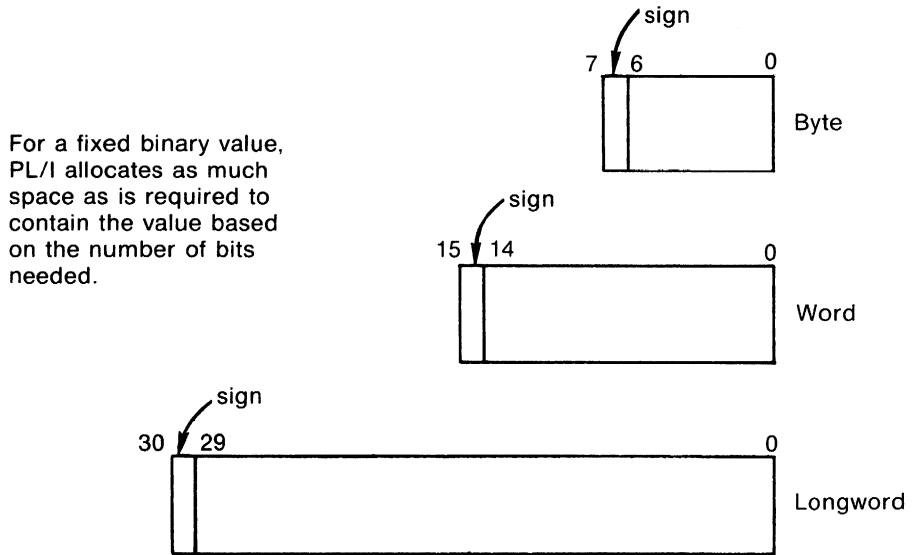 sign
7 6 0
Byte
For a fixed binary value,
PL/I allocates as much
space as is required to
contain the value based
on the number of bits
needed.
sign
15 14 0
Word
sign
30 29 0
Longword